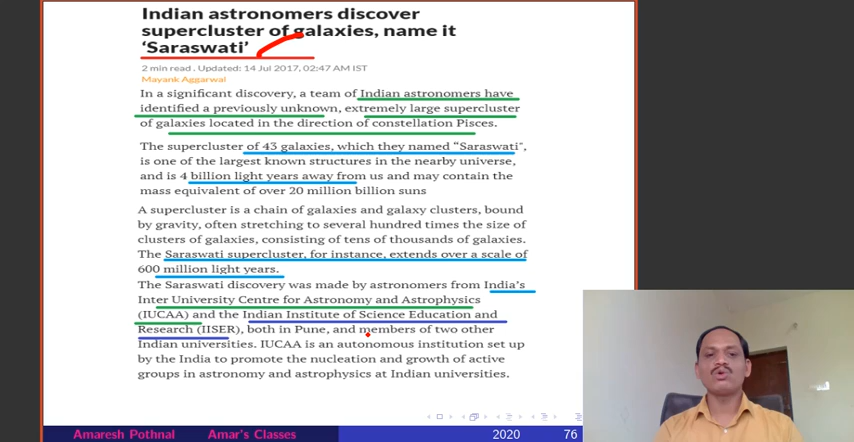 Indian astronomers discover
supercluster of galaxies, name it
‘Saraswati’
2 min read . Updated: 14 Jul 2017, 02:47 AM IST
Mayank Aggarwal
In a significant discovery, a team of Indian astronomers have
identified a previously unknown, extremely large supercluster
of galaxies located in the direction of constellation Pisces.
The supercluster of 43 galaxies, which they named “Saraswati",
is one of the largest known structures in the nearby universe,
and is 4 billion light years away from us and may contain the
mass equivalent of over 20 million billion suns
A supercluster is a chain of galaxies and galaxy clusters, bound
by gravity, often stretching to several hundred times the size of
clusters of galaxies, consisting of tens of thousands of galaxies.
The Saraswati supercluster, for instance, extends over a scale of
600 million light years.
The Saraswati discovery was made by astronomers from India’s
Inter University Centre for Astronomy and Astrophysics
(IUCAA) and the Indian Institute of Science Education and
Research (IISER), both in Pune, and members of two other
Indian universities. IUCAA is an autonomous institution set up
by the India to promote the nucleation and growth of active
groups in astronomy and astrophysics at Indian universities.
Amaresh Pothnal Amar's Classes 2020 76